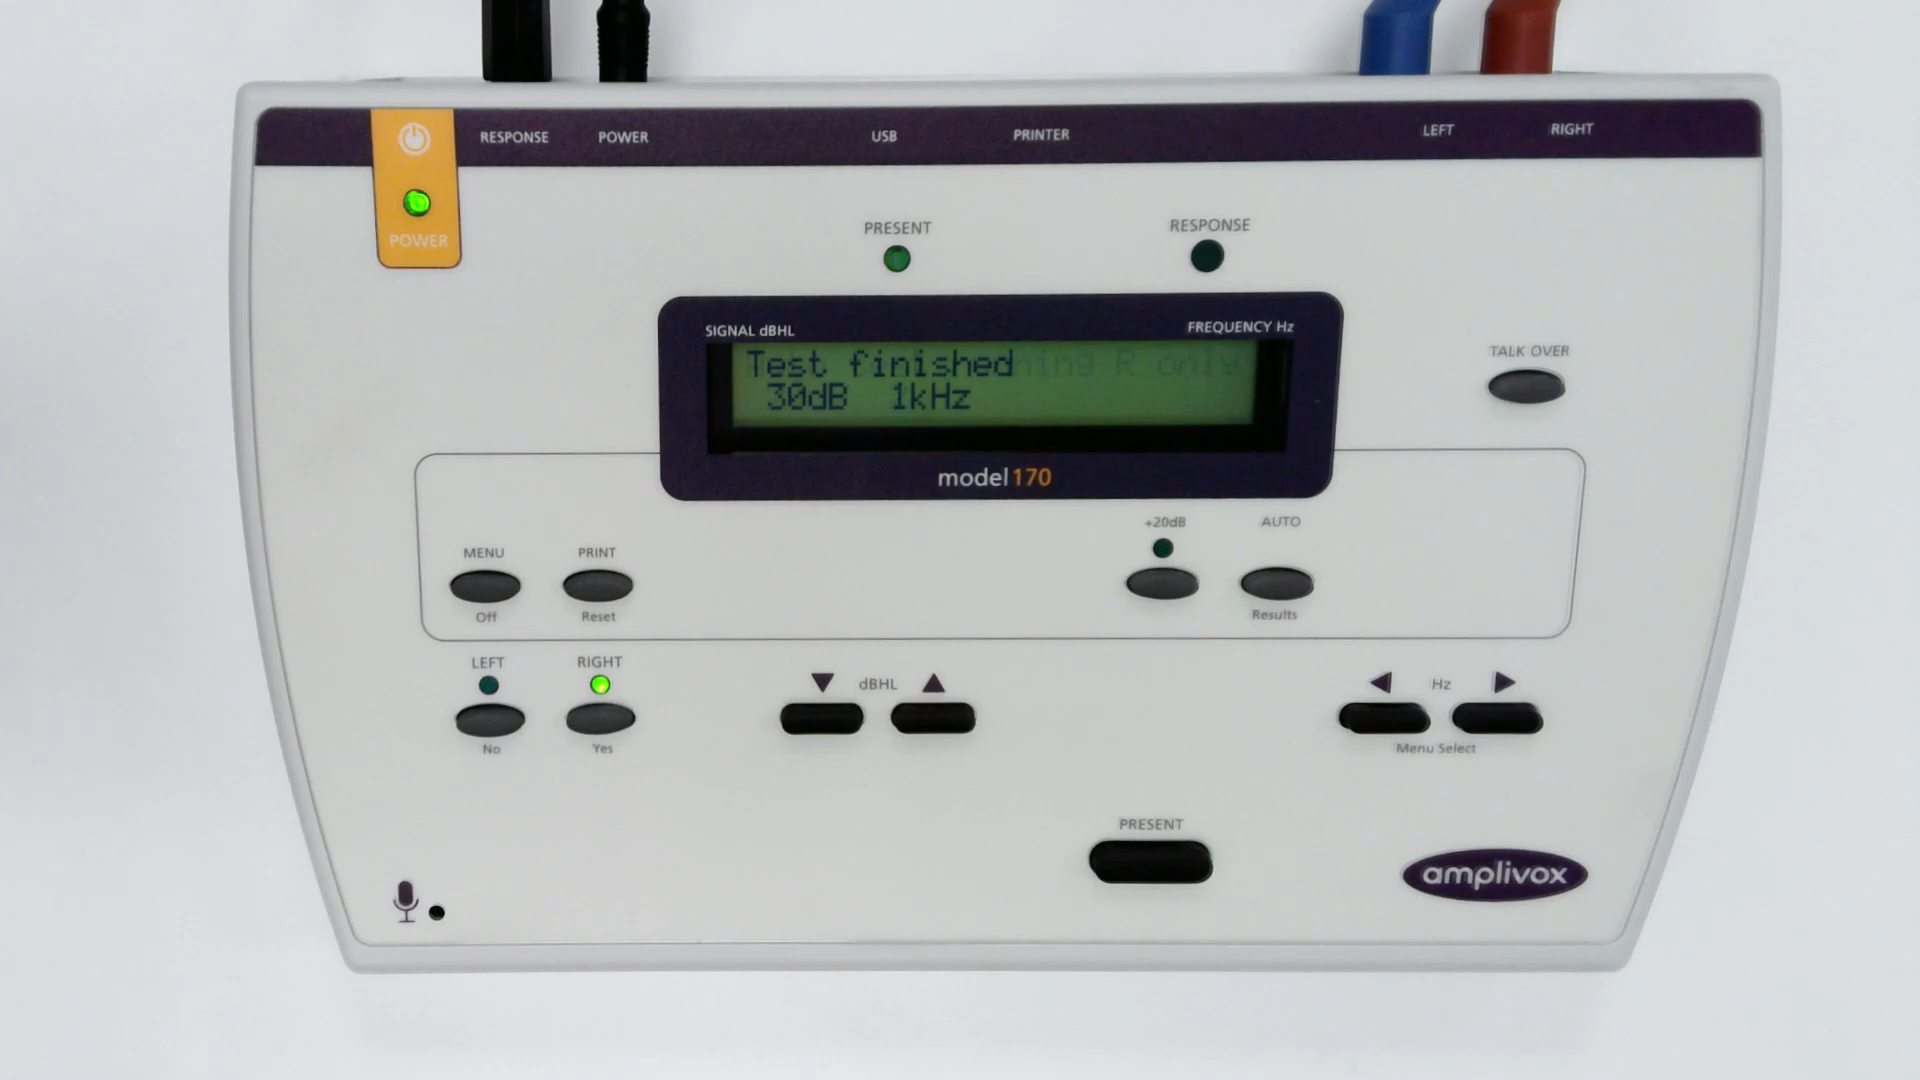 RESPONSE POWER USB PRINTER LEFT RIGHT
POWER
PRESENT RESPONSE
SIGNAL dBHL FREQUENCY Hz
Test finished
30dB 1kHz
TALK OVER
model170
+20dB AUTO
MENU PRINT
Off Reset Results
LEFT RIGHT
dBHL Hz
No Yes Menu Select
PRESENT
amplivox